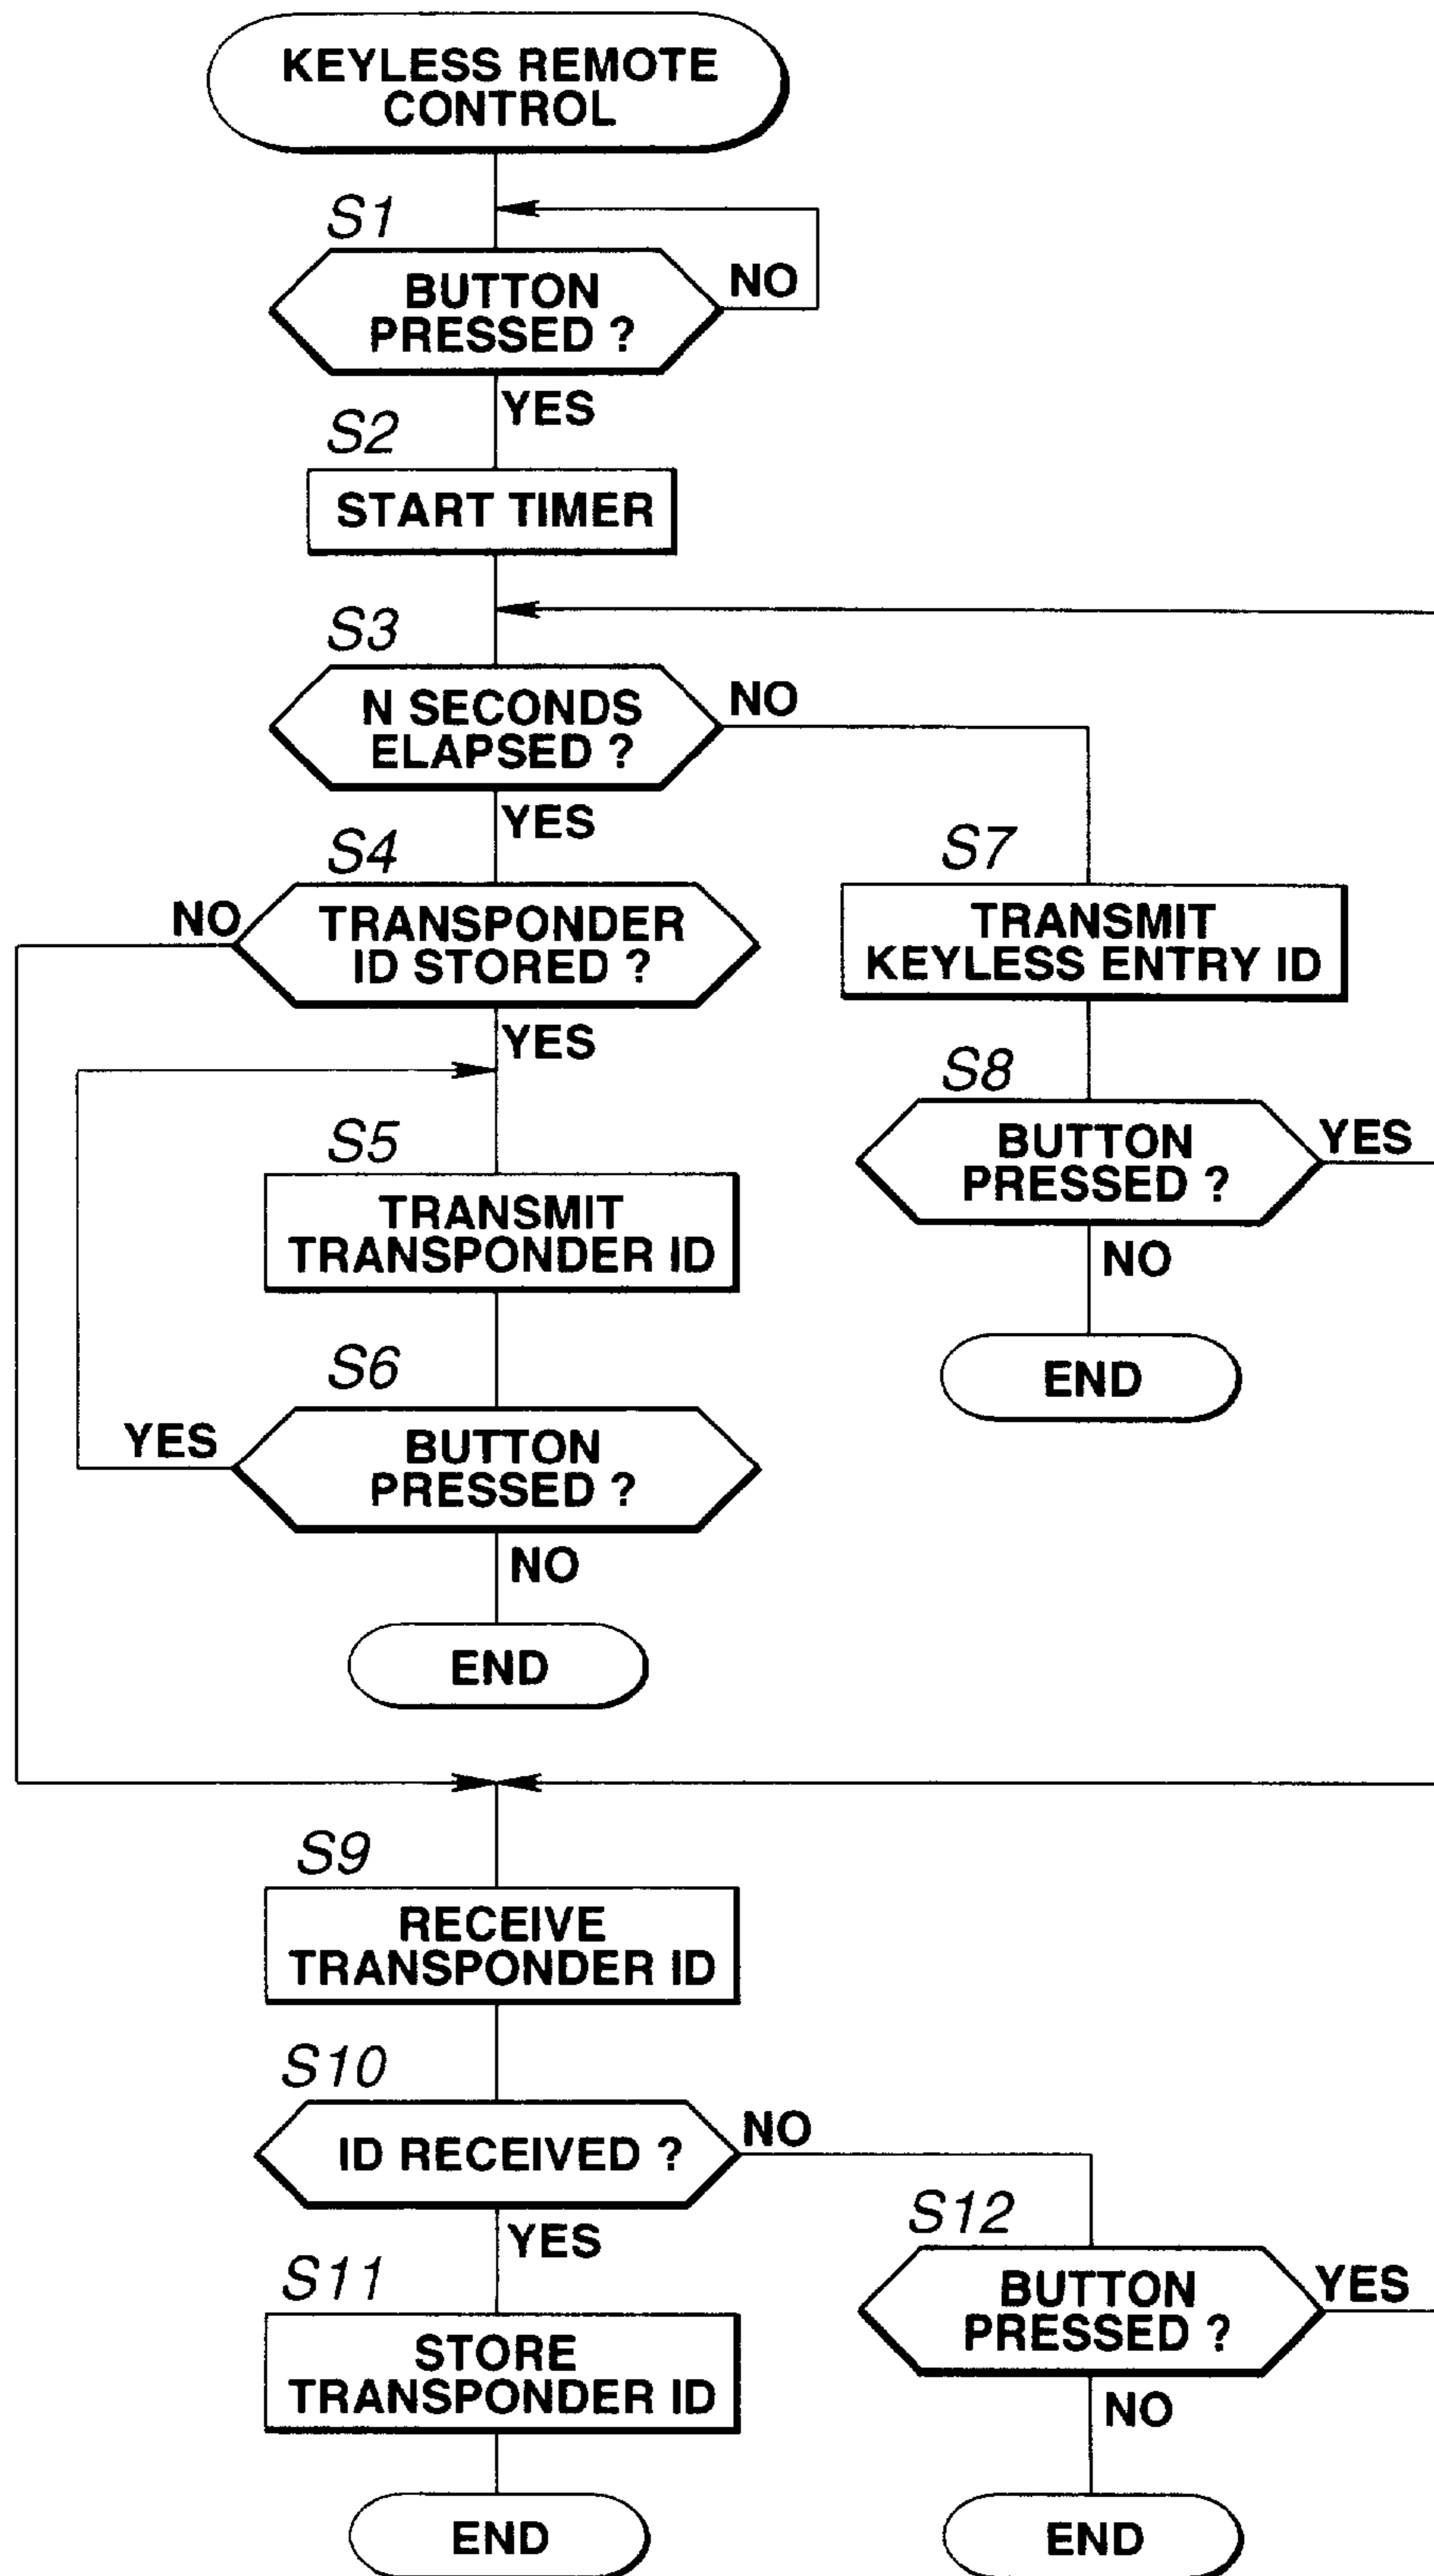 KEYLESS REMOTE
CONTROL
S1
BUTTON
PRESSED ?
NO
YES
S2
START TIMER
S3
N SECONDS
ELAPSED ?
NO
YES
S4
TRANSPONDER
ID STORED ?
NO
YES
S5
TRANSMIT
TRANSPONDER ID
S6
BUTTON
PRESSED ?
YES
NO
END
S7
TRANSMIT
KEYLESS ENTRY ID
S8
BUTTON
PRESSED ?
YES
NO
END
S9
RECEIVE
TRANSPONDER ID
S10
ID RECEIVED ?
NO
YES
S11
STORE
TRANSPONDER ID
END
S12
BUTTON
PRESSED ?
YES
NO
END